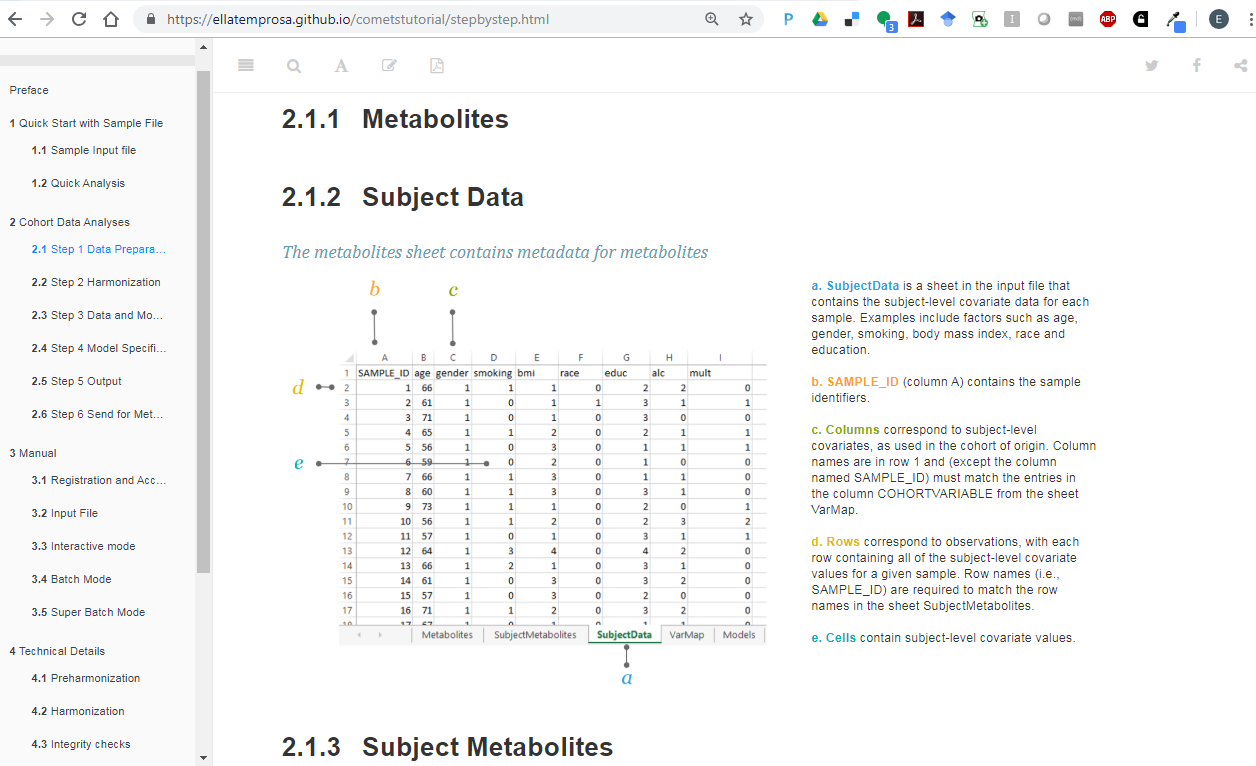 https://ellatemprosa.github.io/cometstutorial/stepbystep.html
P
3
I
ABP
E
Preface
1 Quick Start with Sample File
1.1 Sample Input file
1.2 Quick Analysis
2 Cohort Data Analyses
2.1 Step 1 Data Prepara...
2.2 Step 2 Harmonization
2.3 Step 3 Data and Mo...
2.4 Step 4 Model Specifi...
2.5 Step 5 Output
2.6 Step 6 Send for Met...
3 Manual
3.1 Registration and Acc...
3.2 Input File
3.3 Interactive mode
3.4 Batch Mode
3.5 Super Batch Mode
4 Technical Details
4.1 Preharmonization
4.2 Harmonization
4.3 Integrity checks
A
2.1.1 Metabolites
2.1.2 Subject Data
The metabolites sheet contains metadata for metabolites
b c
d
e
A B C D E F G H I
1 SAMPLE_ID age gender smoking bmi race educ alc mult
2 1 66 1 1 1 0 2 2 0
3 2 61 1 0 1 1 3 1 1
4 3 71 1 0 1 0 3 0 0
5 4 65 1 1 2 0 2 1 1
6 5 56 1 0 3 0 1 1 1
7 6 59 1 0 2 0 1 0 0
8 7 66 1 1 3 0 1 1 0
9 8 60 1 1 3 0 3 1 0
10 9 73 1 1 1 0 2 0 1
11 10 56 1 1 2 0 2 3 2
12 11 57 1 0 1 0 3 1 1
13 12 64 1 3 4 0 4 2 0
14 13 66 1 2 1 0 3 1 0
15 14 61 1 0 3 0 3 2 0
16 15 57 1 0 3 0 2 0 0
17 16 71 1 1 2 0 3 2 0
Metabolites SubjectMetabolites SubjectData VarMap Models
a
a. SubjectData is a sheet in the input file that
contains the subject-level covariate data for each
sample. Examples include factors such as age,
gender, smoking, body mass index, race and
education.
b. SAMPLE_ID (column A) contains the sample
identifiers.
c. Columns correspond to subject-level
covariates, as used in the cohort of origin. Column
names are in row 1 and (except the column
named SAMPLE_ID) must match the entries in
the column COHORTVARIABLE from the sheet
VarMap.
d. Rows correspond to observations, with each
row containing all of the subject-level covariate
values for a given sample. Row names (i.e.,
SAMPLE_ID) are required to match the row
names in the sheet SubjectMetabolites.
e. Cells contain subject-level covariate values.
2.1.3 Subject Metabolites